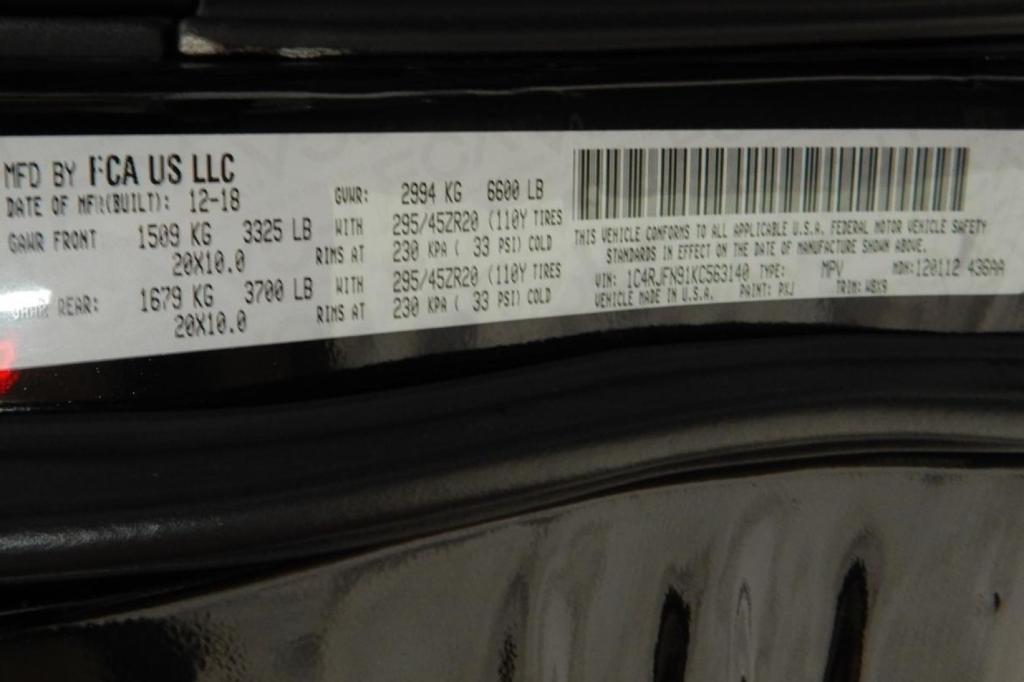 MFD BY FCA US LLC
DATE OF MFR(BUILT): 12-18 GVWR: 2994 KG 6600 LB
GAWR FRONT 1509 KG 3325 LB WITH 295/45ZR20 (110Y TIRES
20X10.0 RIMS AT 230 KPA ( 33 PSI) COLD
GAWR REAR: 1679 KG 3700 LB WITH 295/45ZR20 (110Y TIRES
20X10.0 RIMS AT 230 KPA ( 33 PSI) COLD
THIS VEHICLE CONFORMS TO ALL APPLICABLE U.S.A. FEDERAL MOTOR VEHICLE SAFETY
STANDARDS IN EFFECT ON THE DATE OF MANUFACTURE SHOWN ABOVE.
VIN: 1C4RJFN91KC563140 TYPE: MPV MDH:120112 436AA
VEHICLE MADE IN U.S.A. PAINT: PXJ TRIM: